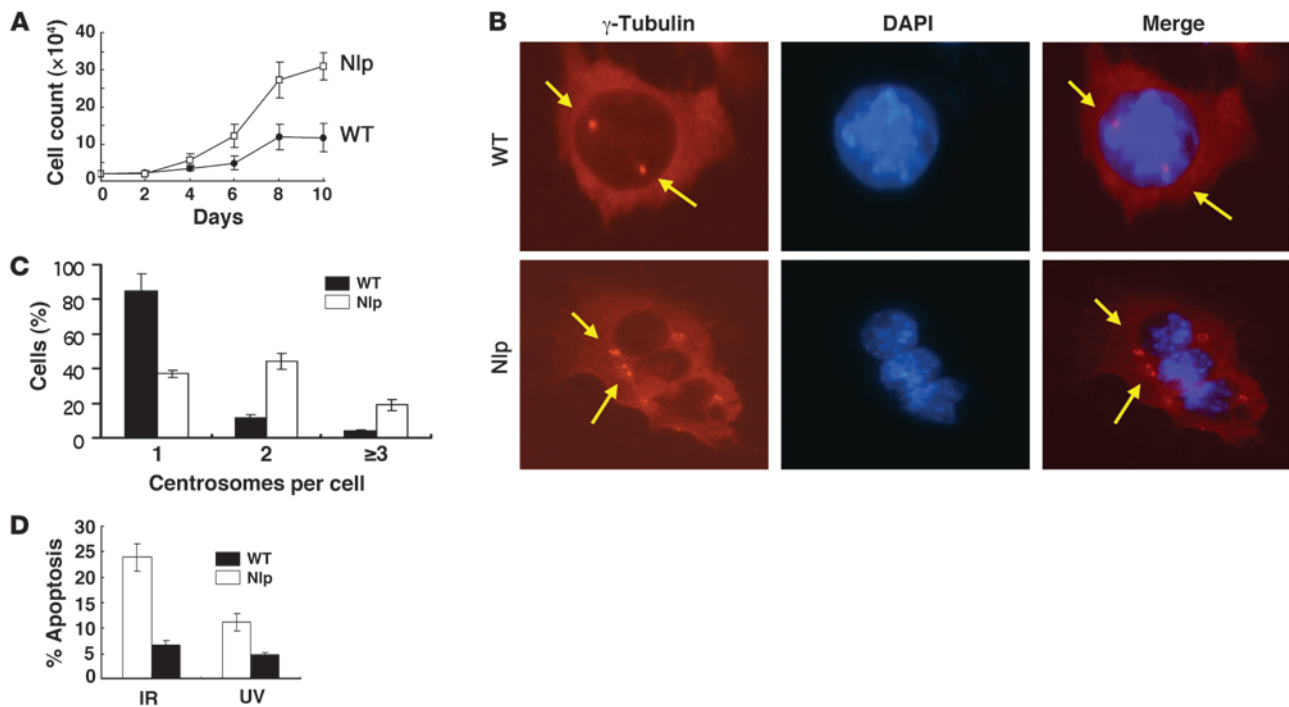 A
Cell count (×10⁴)
40
30
20
10
0
Nlp
WT
0 2 4 6 8 10
Days
B
γ-Tubulin DAPI Merge
WT
Nlp
C
Cells (%)
100
80
60
40
20
0
WT
Nlp
1 2 ≥3
Centrosomes per cell
D
% Apoptosis
30
25
20
15
10
5
0
WT
Nlp
IR UV